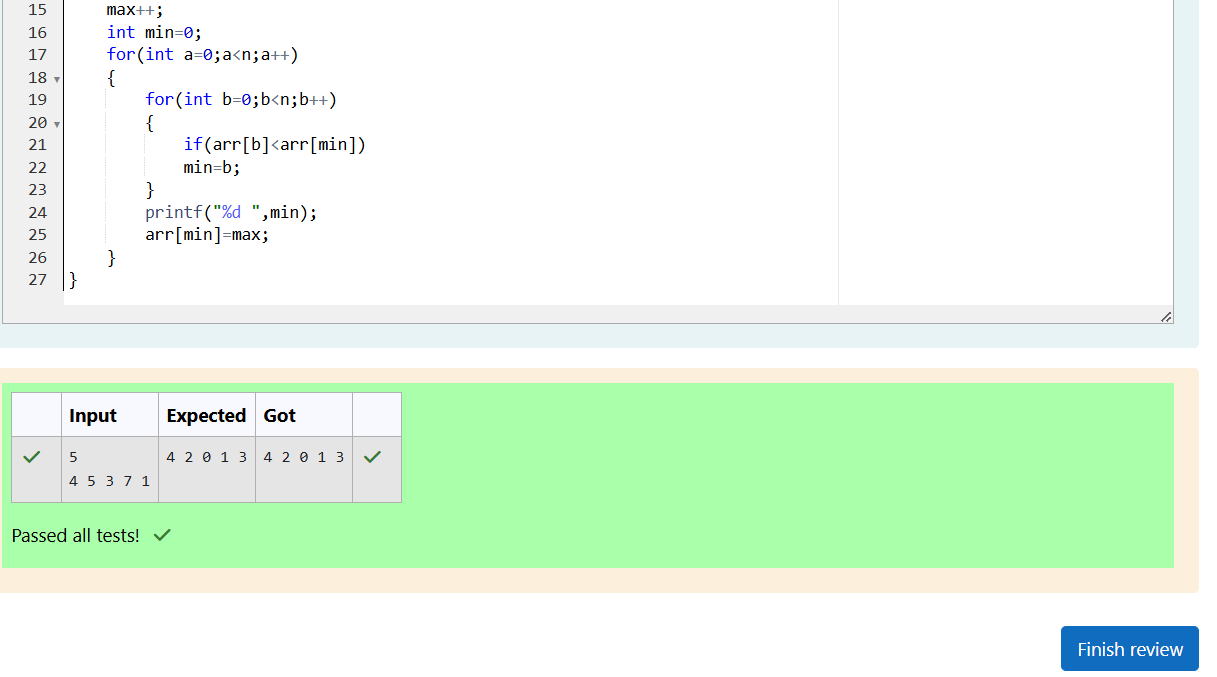 15 max++;
16 int min=0;
17 for(int a=0;a<n;a++)
18 {
19 for(int b=0;b<n;b++)
20 {
21 if(arr[b]<arr[min])
22 min=b;
23 }
24 printf("%d ",min);
25 arr[min]=max;
26 }
27 }
Input Expected Got
5 4 2 0 1 3 4 2 0 1 3
4 5 3 7 1
Passed all tests!
Finish review